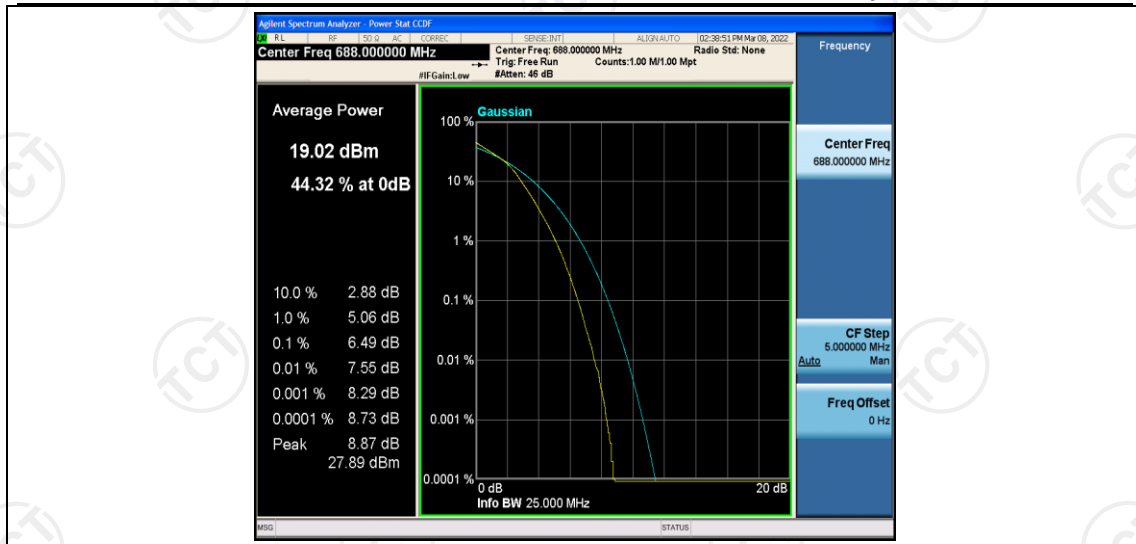 Agilent Spectrum Analyzer - Power Stat CCDF
RL RF 50 Ω AC CORREC SENSE:INT ALIGNAUTO 02:38:51 PM Mar 08, 2022
Center Freq 688.000000 MHz
Center Freq: 688.000000 MHz Radio Std: None
Trig: Free Run Counts:1.00 M/1.00 Mpt
#IFGain:Low #Atten: 46 dB
Frequency
Average Power
19.02 dBm
44.32 % at 0dB
10.0 % 2.88 dB
1.0 % 5.06 dB
0.1 % 6.49 dB
0.01 % 7.55 dB
0.001 % 8.29 dB
0.0001 % 8.73 dB
Peak 8.87 dB
27.89 dBm
Gaussian
100 %
10 %
1 %
0.1 %
0.01 %
0.001 %
0.0001 %
0 dB 20 dB
Info BW 25.000 MHz
Center Freq
688.000000 MHz
CF Step
5.000000 MHz
Auto Man
Freq Offset
0 Hz
MSG STATUS
TCT
TCT
TCT
TCT